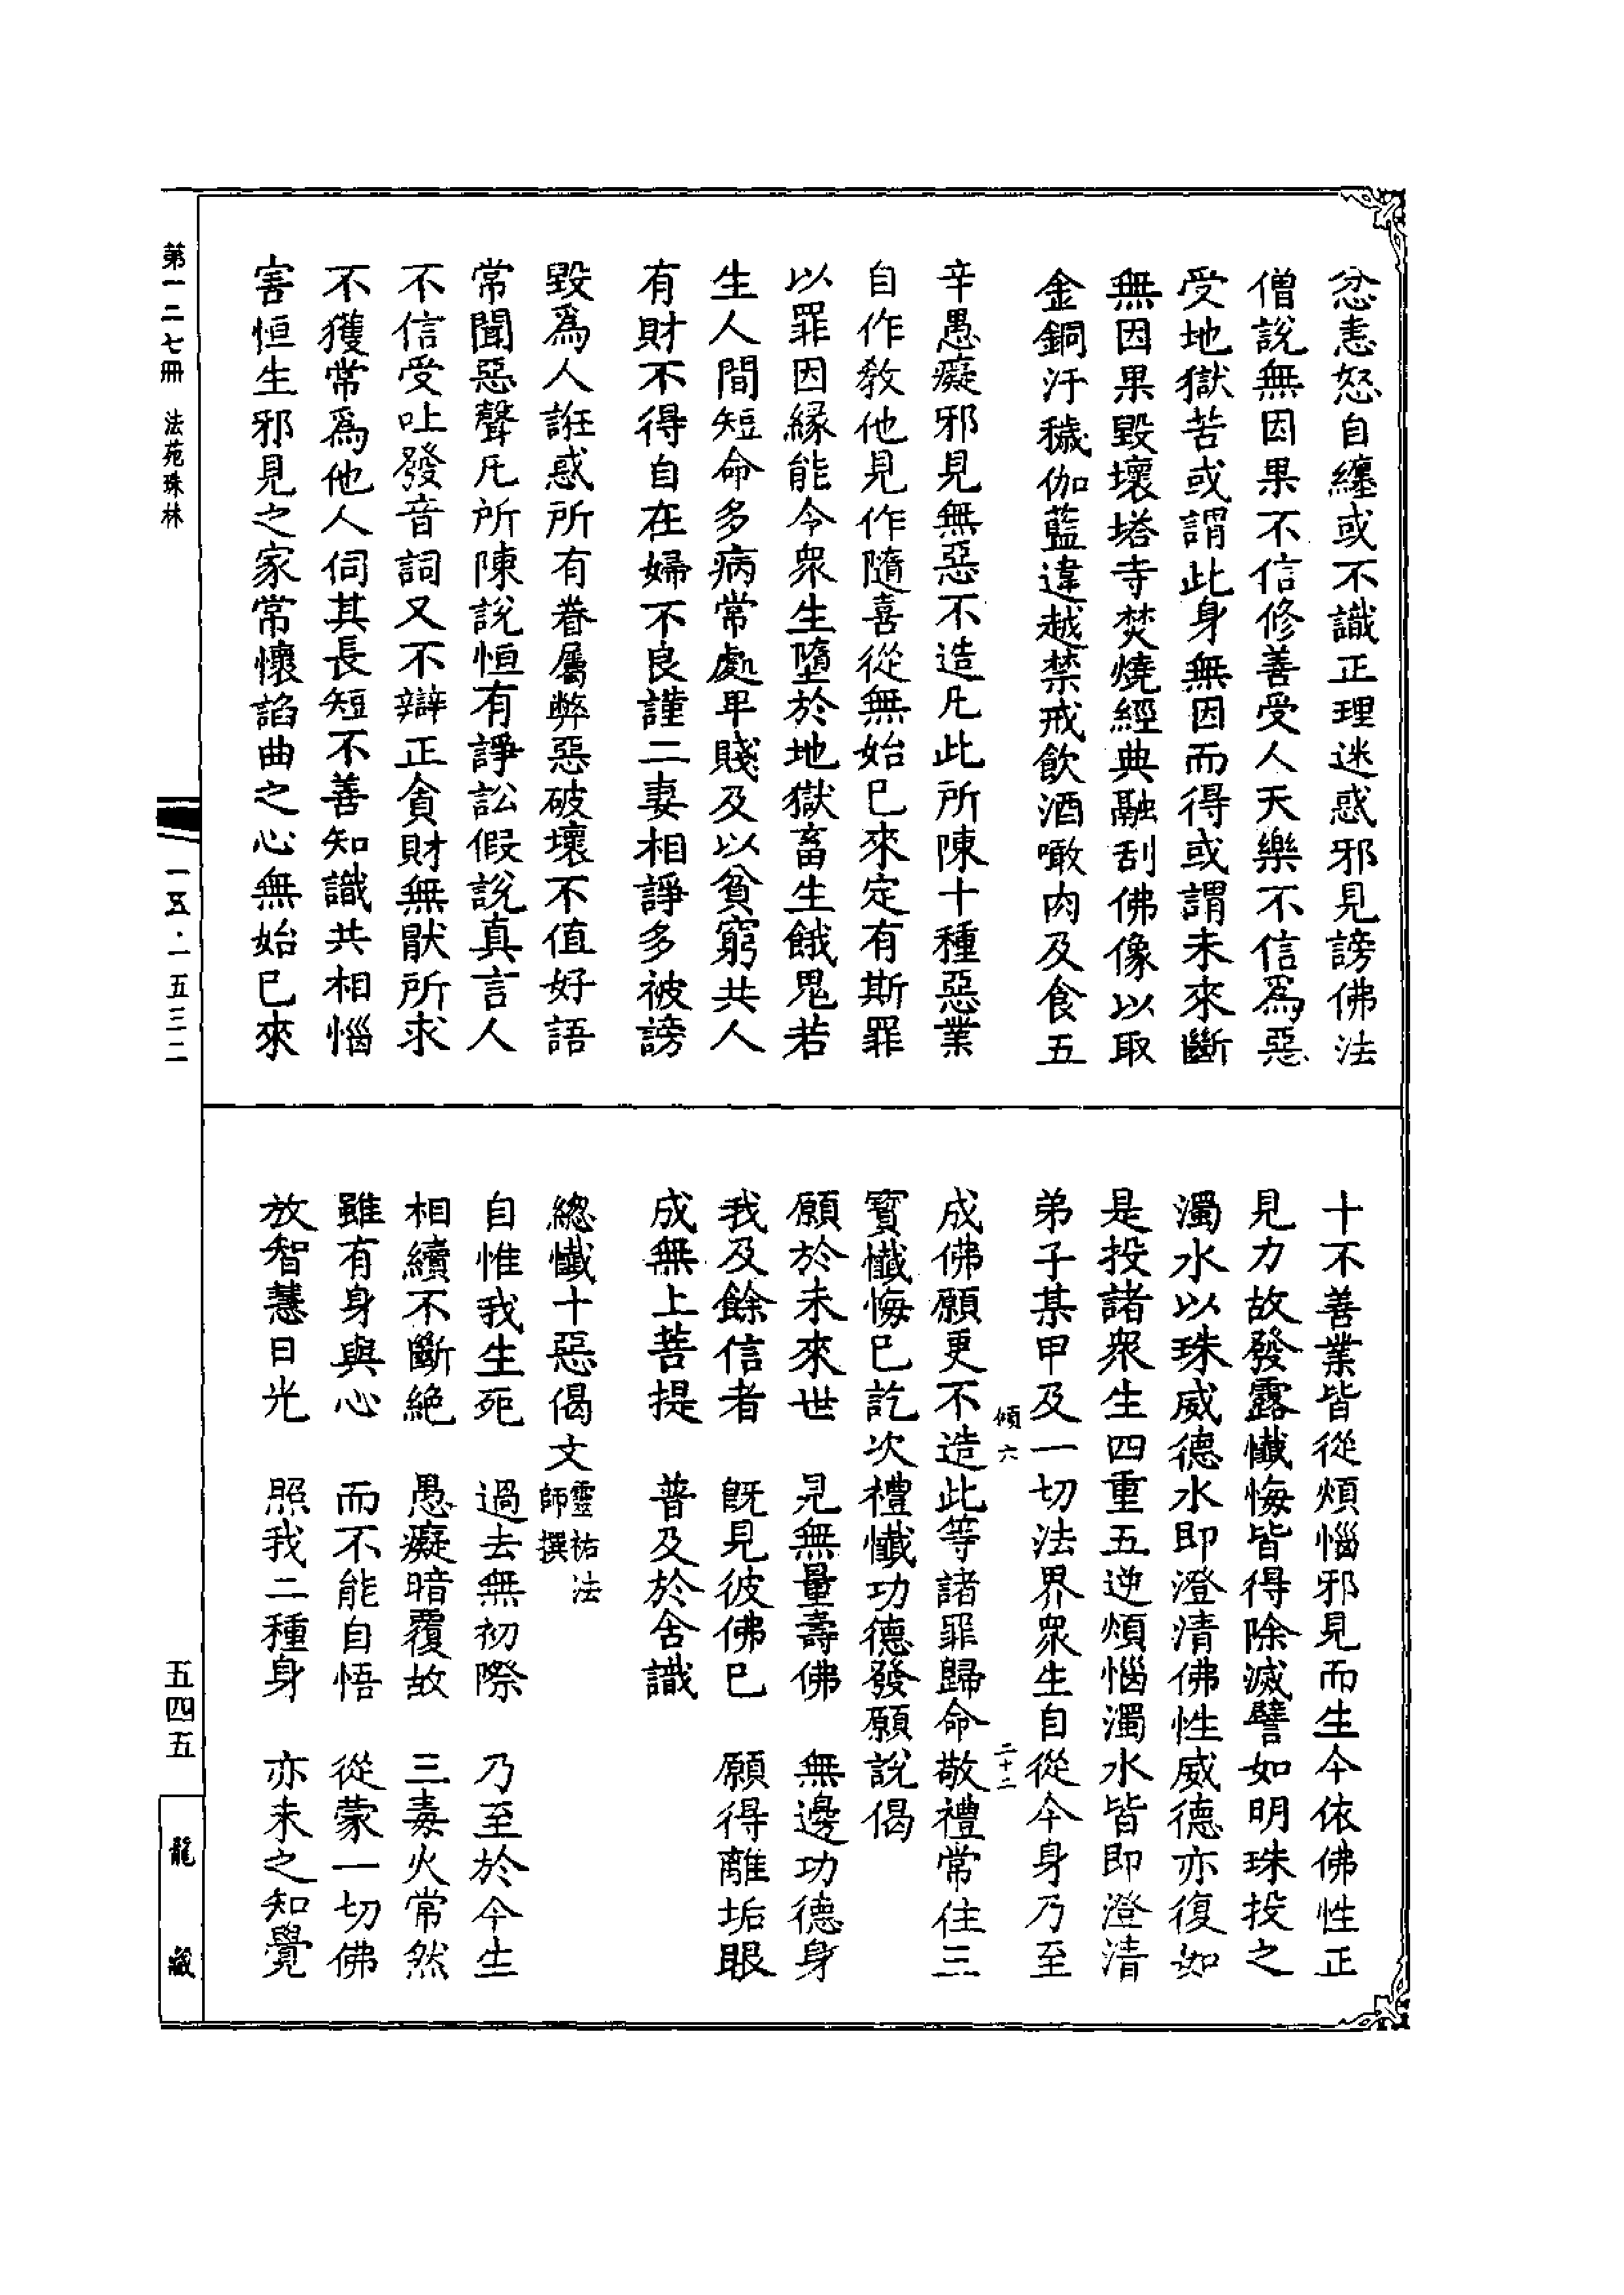 忿恚怒自纏或不識正理迷惑邪見謗佛法
僧說無因果不信修善受人天樂不信為惡
受地獄苦或謂此身無因而得或謂未來斷
無因果毀壞塔寺焚燒經典融刮佛像以取
金銅汙穢伽藍違越禁戒飲酒噉肉及食五
辛愚癡邪見無惡不造凡此所陳十種惡業
自作教他見作隨喜從無始已來定有斯罪
以罪因緣能令衆生墮於地獄畜生餓鬼若
生人間短命多病常處卑賤及以貧窮共人
有財不得自在婦不良謹二妻相諍多被謗
毀為人誑惑所有眷屬弊惡破壞不值好語
常聞惡聲凡所陳說恒有諍訟假說真言人
不信受吐發音詞又不辯正貪財無猒所求
不獲常為他人伺其長短不善知識共相惱
害恒生邪見之家常懷諂曲之心無始已來
十不善業皆從煩惱邪見而生今依佛性正
見力故發露懺悔皆得除滅譬如明珠投之
濁水以珠威德水即澄清佛性威德亦復如
是投諸衆生四重五逆煩惱濁水皆即澄清
弟子某甲及一切法界衆生自從今身乃至
傾六 二十二
成佛願更不造此等諸罪歸命敬禮常住三
寶懺悔已訖次禮懺功德發願說偈
願於未來世 見無量壽佛 無邊功德身
我及餘信者 既見彼佛已 願得離垢眼
成無上菩提 普及於含識
總懺十惡偈文靈祐法師撰
自惟我生死 過去無初際 乃至於今生
相續不斷絕 愚癡暗覆故 三毒火常然
雖有身與心 而不能自悟 從蒙一切佛
放智慧日光 照我二種身 亦未之知覺
第一二七冊 法苑珠林
一五·一五三二
五四五
龍藏